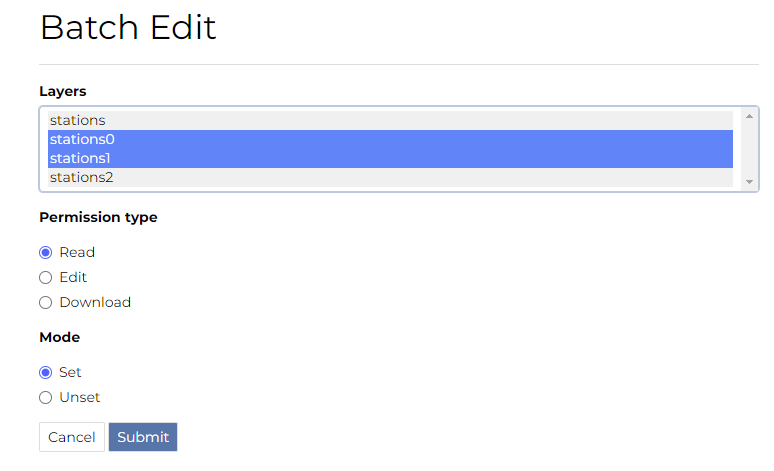 Batch Edit
Layers
stations
stations0
stations1
stations2
Permission type
Read
Edit
Download
Mode
Set
Unset
Cancel Submit